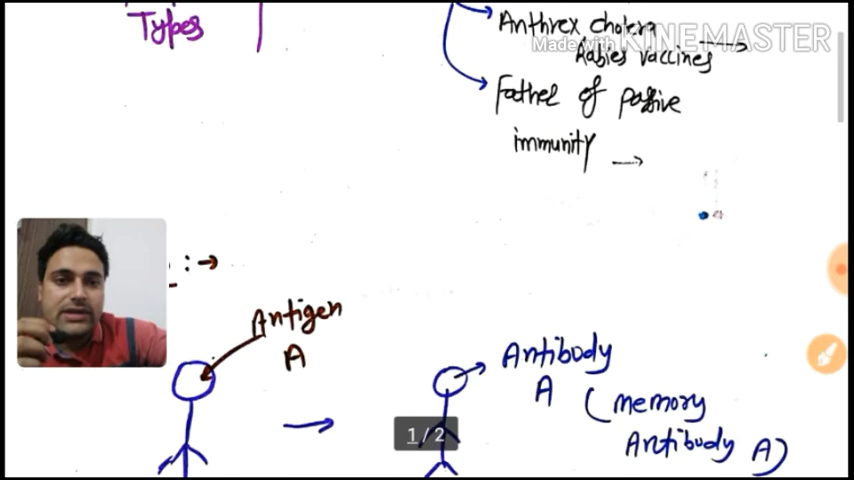 Types
Anthrex cholera
Made with KINEMASTER
Rabies vaccines →
Father of passive
immunity →
: →
Antigen
A
Antibody
A (memory
Antibody A)
1 / 2